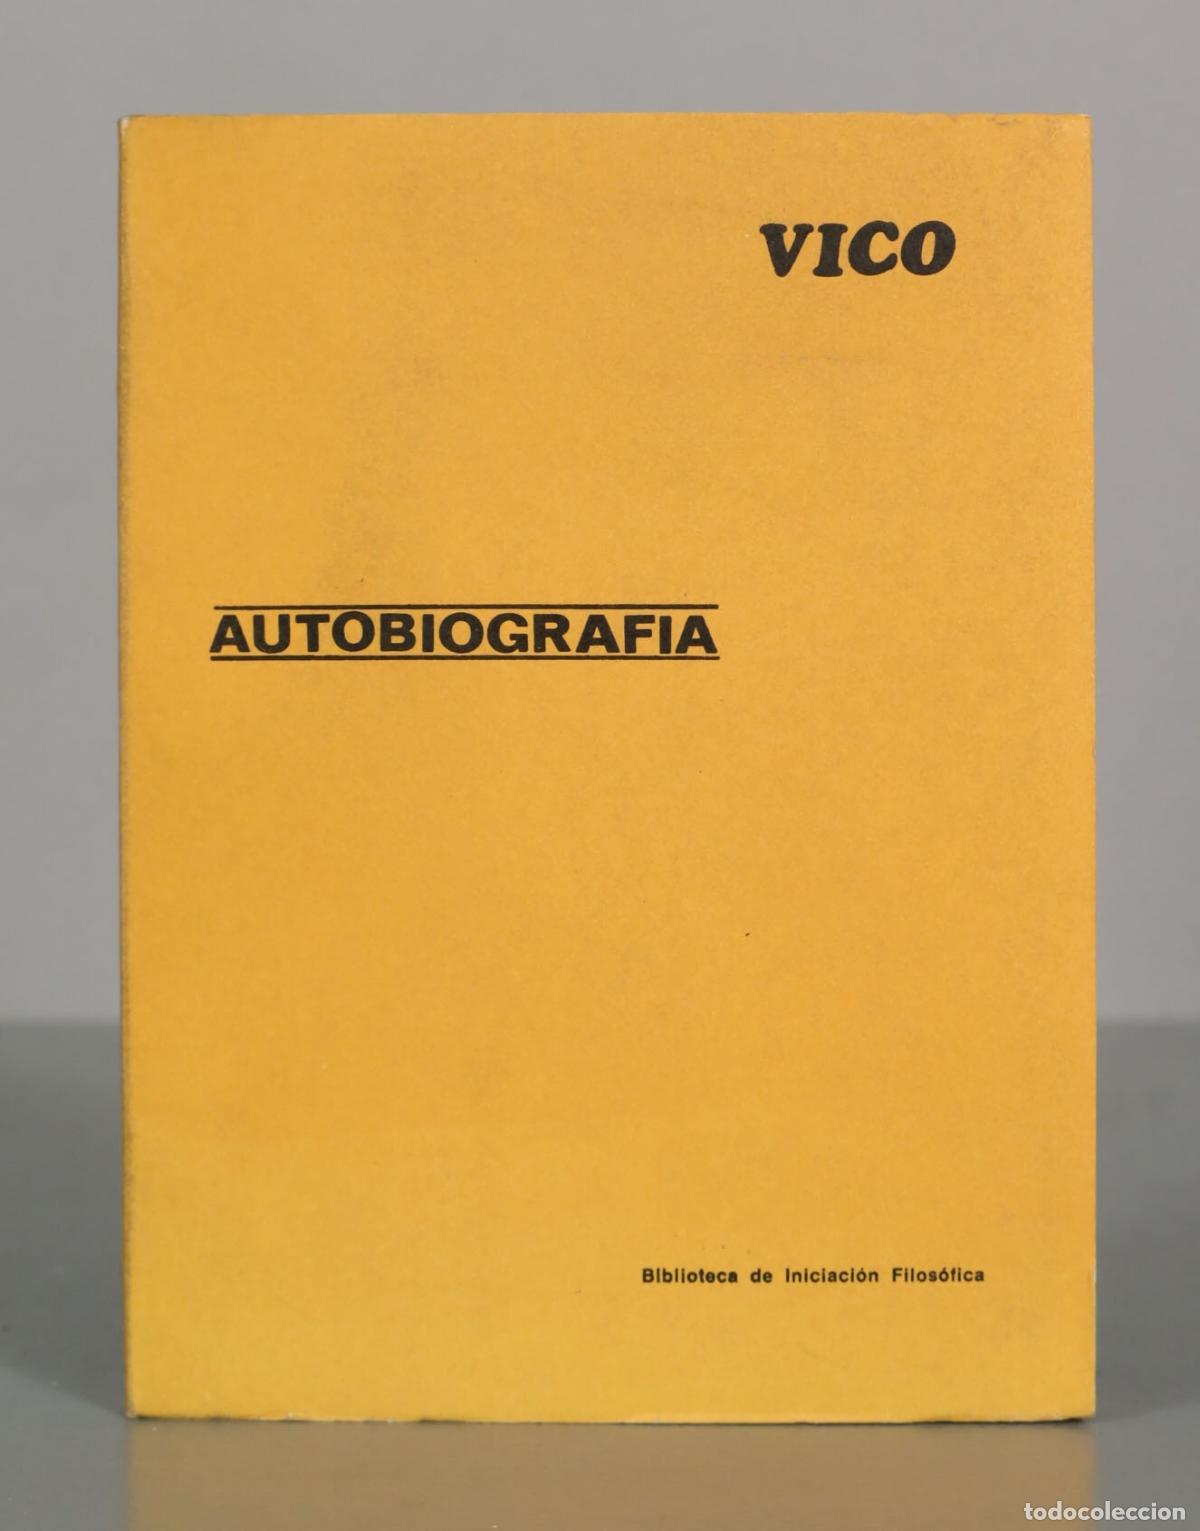 VICO
AUTOBIOGRAFIA
Biblioteca de Iniciación Filosófica
todocoleccion